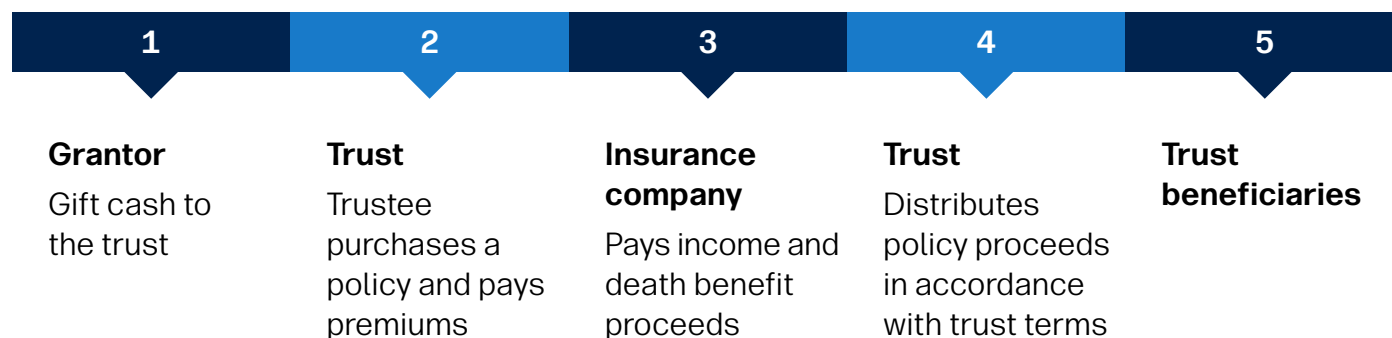 1
2
3
4
5
Grantor
Gift cash to
the trust
Trust
Trustee
purchases a
policy and pays
premiums
Insurance
company
Pays income and
death benefit
proceeds
Trust
Distributes
policy proceeds
in accordance
with trust terms
Trust
beneficiaries